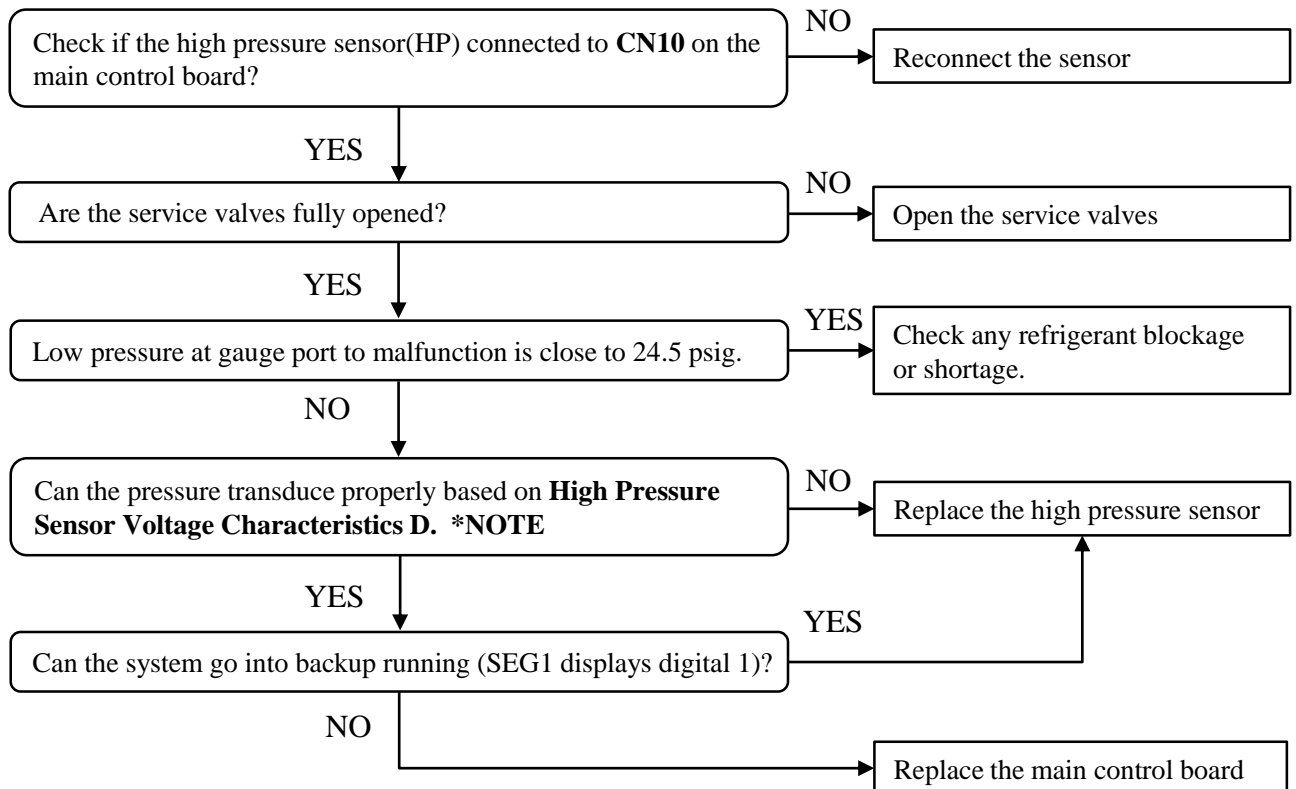 Check if the high pressure sensor(HP) connected to CN10 on the
main control board?
NO
Reconnect the sensor
YES
Are the service valves fully opened?
NO
Open the service valves
YES
Low pressure at gauge port to malfunction is close to 24.5 psig.
YES
Check any refrigerant blockage
or shortage.
NO
Can the pressure transduce properly based on High Pressure
Sensor Voltage Characteristics D. *NOTE
NO
Replace the high pressure sensor
YES
YES
Can the system go into backup running (SEG1 displays digital 1)?
NO
Replace the main control board